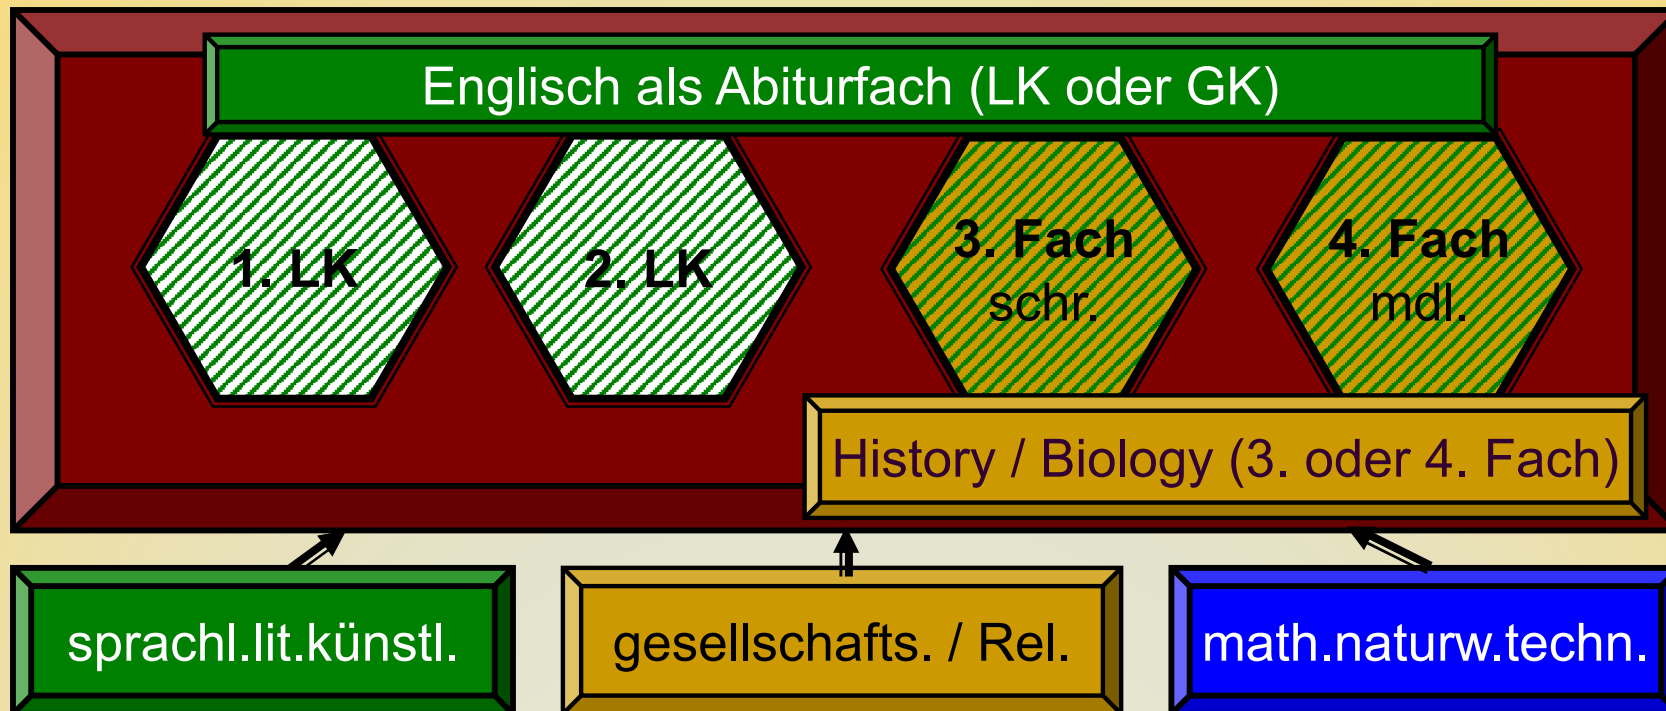 Englisch als Abiturfach (LK oder GK)
1. LK
2. LK
3. Fach
schr.
4. Fach
mdl.
History / Biology (3. oder 4. Fach)
sprachl.lit.künstl.
gesellschafts. / Rel.
math.naturw.techn.